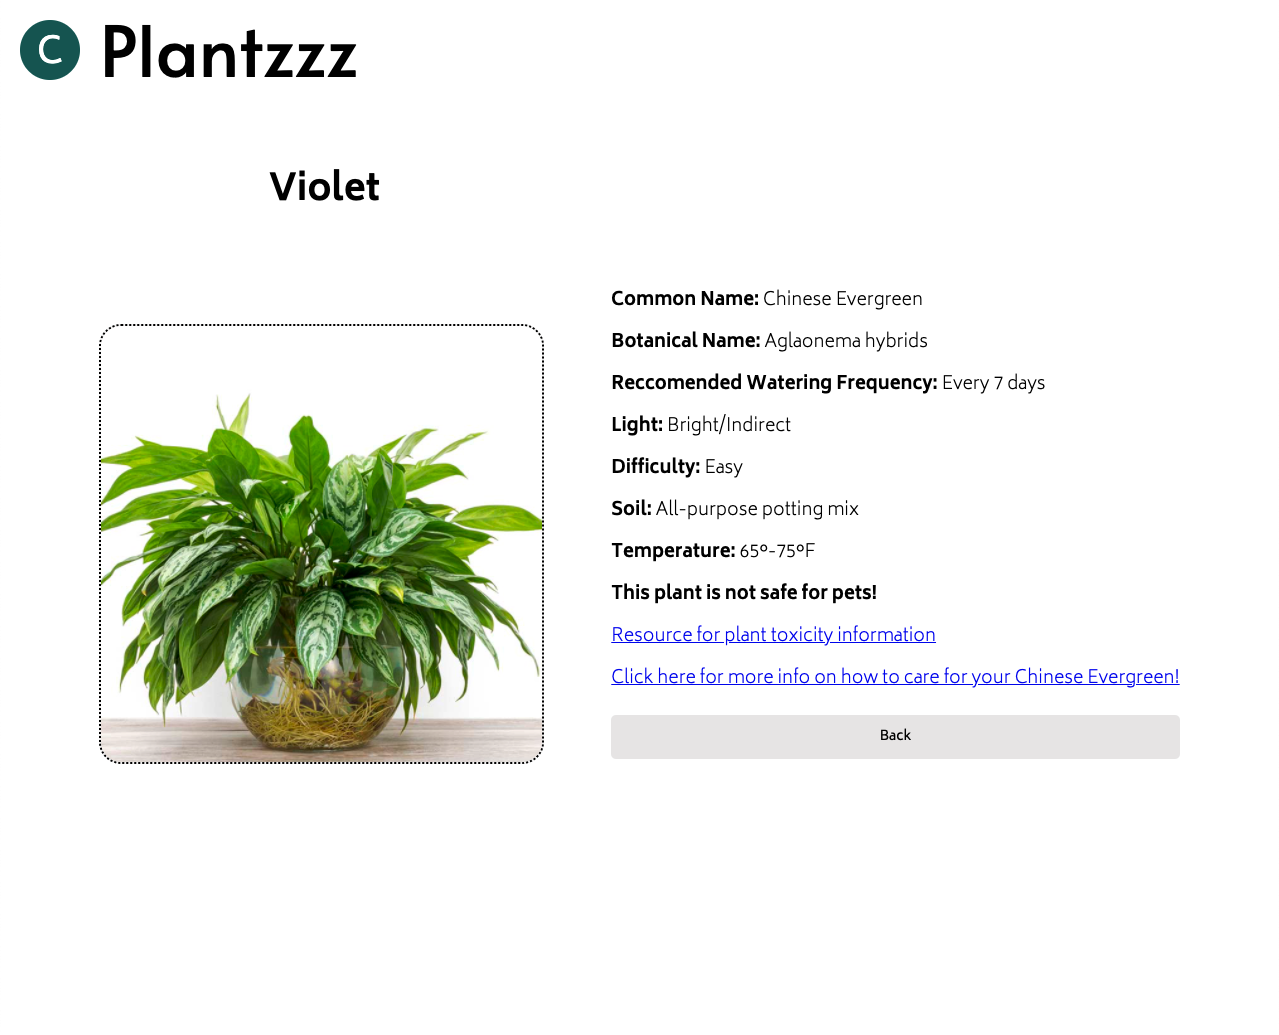 C Plantzzz
Violet
Common Name: Chinese Evergreen
Botanical Name: Aglaonema hybrids
Reccomended Watering Frequency: Every 7 days
Light: Bright/Indirect
Difficulty: Easy
Soil: All-purpose potting mix
Temperature: 65º-75ºF
This plant is not safe for pets!
Resource for plant toxicity information
Click here for more info on how to care for your Chinese Evergreen!
Back